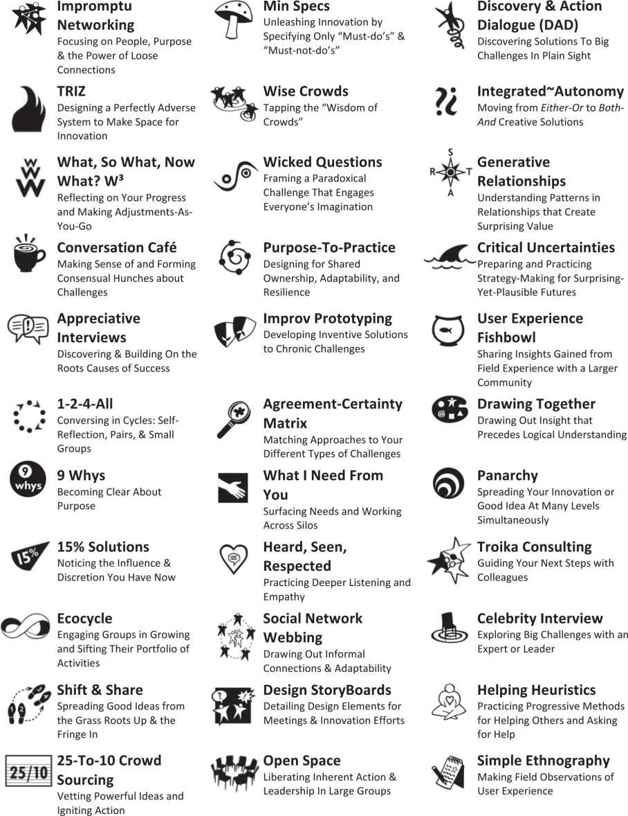 Impromptu
Networking
Focusing on People, Purpose
& the Power of Loose
Connections
TRIZ
Designing a Perfectly Adverse
System to Make Space for
Innovation
What, So What, Now
What? W³
Reflecting on Your Progress
and Making Adjustments-As-
You-Go
W
W
W
Conversation Café
Making Sense of and Forming
Consensual Hunches about
Challenges
Appreciative
Interviews
Discovering & Building On the
Roots Causes of Success
1-2-4-All
Conversing in Cycles: Self-
Reflection, Pairs, & Small
Groups
9
whys
9 Whys
Becoming Clear About
Purpose
15%
15% Solutions
Noticing the Influence &
Discretion You Have Now
Ecocycle
Engaging Groups in Growing
and Sifting Their Portfolio of
Activities
Shift & Share
Spreading Good Ideas from
the Grass Roots Up & the
Fringe In
25/10
25-To-10 Crowd
Sourcing
Vetting Powerful Ideas and
Igniting Action
Min Specs
Unleashing Innovation by
Specifying Only “Must-do’s” &
“Must-not-do’s”
Wise Crowds
Tapping the “Wisdom of
Crowds”
Wicked Questions
Framing a Paradoxical
Challenge That Engages
Everyone’s Imagination
Purpose-To-Practice
Designing for Shared
Ownership, Adaptability, and
Resilience
Improv Prototyping
Developing Inventive Solutions
to Chronic Challenges
Agreement-Certainty
Matrix
Matching Approaches to Your
Different Types of Challenges
What I Need From
You
Surfacing Needs and Working
Across Silos
Heard, Seen,
Respected
Practicing Deeper Listening and
Empathy
Social Network
Webbing
Drawing Out Informal
Connections & Adaptability
Design StoryBoards
Detailing Design Elements for
Meetings & Innovation Efforts
Open Space
Liberating Inherent Action &
Leadership In Large Groups
Discovery & Action
Dialogue (DAD)
Discovering Solutions To Big
Challenges In Plain Sight
Integrated~Autonomy
Moving from Either-Or to Both-
And Creative Solutions
S
R
T
A
Generative
Relationships
Understanding Patterns in
Relationships that Create
Surprising Value
Critical Uncertainties
Preparing and Practicing
Strategy-Making for Surprising-
Yet-Plausible Futures
User Experience
Fishbowl
Sharing Insights Gained from
Field Experience with a Larger
Community
Drawing Together
Drawing Out Insight that
Precedes Logical Understanding
Panarchy
Spreading Your Innovation or
Good Idea At Many Levels
Simultaneously
Troika Consulting
Guiding Your Next Steps with
Colleagues
Celebrity Interview
Exploring Big Challenges with an
Expert or Leader
Helping Heuristics
Practicing Progressive Methods
for Helping Others and Asking
for Help
Simple Ethnography
Making Field Observations of
User Experience